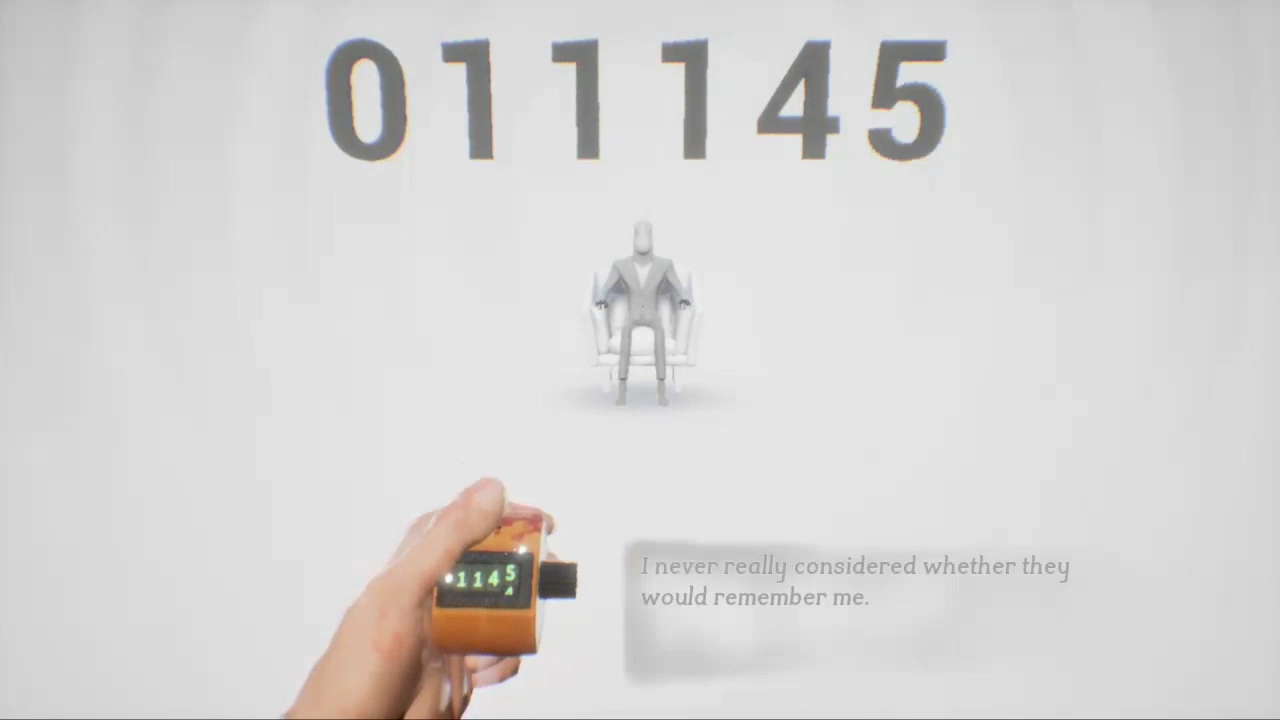 011145
1145
I never really considered whether they
would remember me.